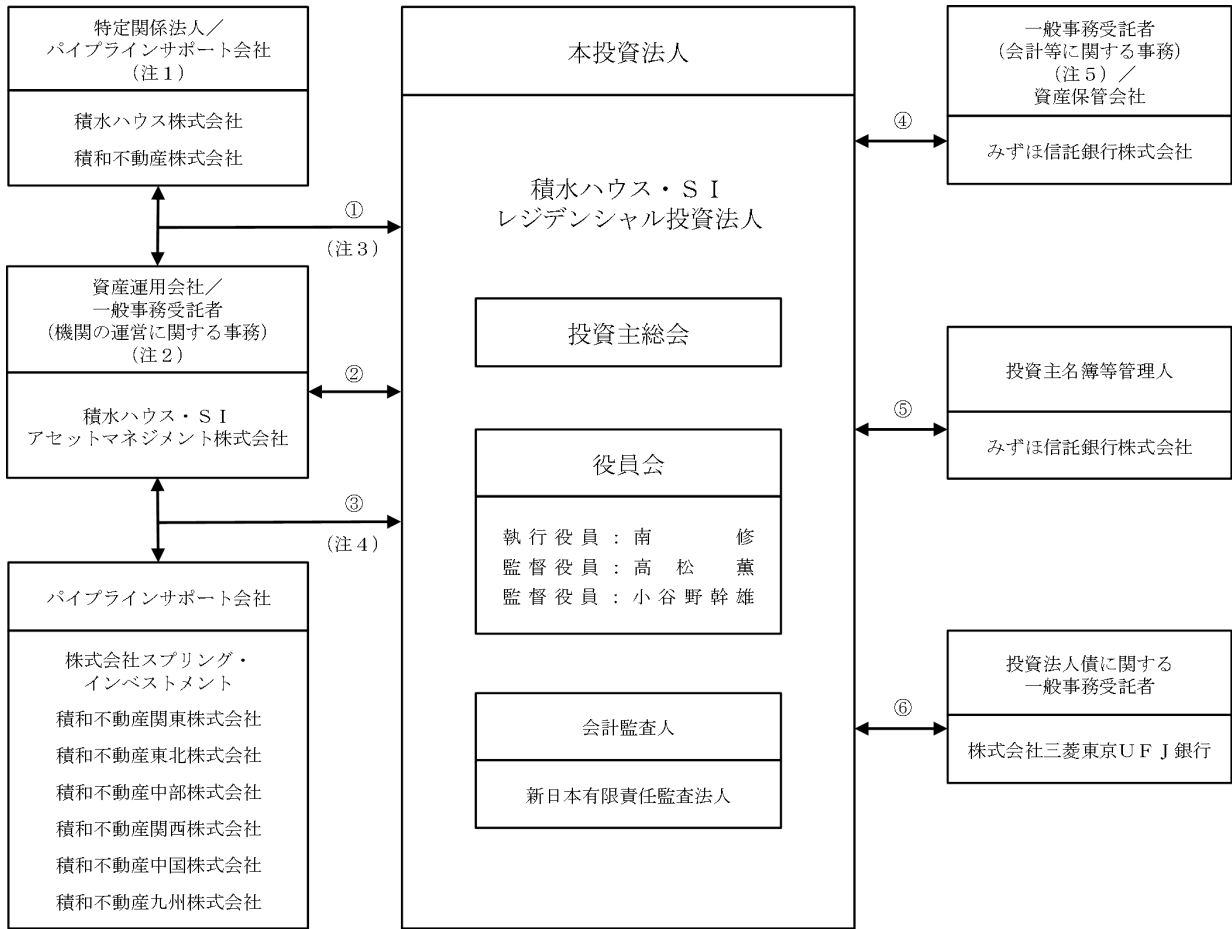 特定関係法人／
パイプラインサポート会社
（注１）
積水ハウス株式会社
積和不動産株式会社
①
（注３）
資産運用会社／
一般事務受託者
（機関の運営に関する事務）
（注２）
積水ハウス・ＳＩ
アセットマネジメント株式会社
②
③
（注４）
パイプラインサポート会社
株式会社スプリング・
インベストメント
積和不動産関東株式会社
積和不動産東北株式会社
積和不動産中部株式会社
積和不動産関西株式会社
積和不動産中国株式会社
積和不動産九州株式会社
本投資法人
積水ハウス・ＳＩ
レジデンシャル投資法人
投資主総会
役員会
執行役員：南　　修
監督役員：高松　薫
監督役員：小谷野幹雄
会計監査人
新日本有限責任監査法人
一般事務受託者
（会計等に関する事務）
（注５）／
資産保管会社
④
みずほ信託銀行株式会社
投資主名簿等管理人
⑤
みずほ信託銀行株式会社
投資法人債に関する
一般事務受託者
⑥
株式会社三菱東京ＵＦＪ銀行